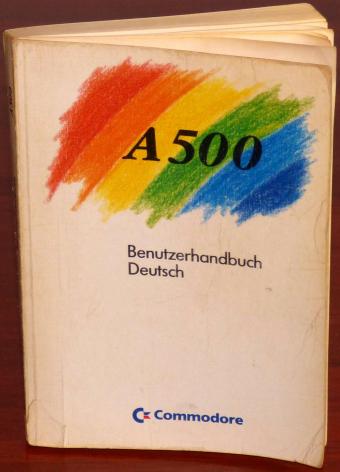 A500
Benutzerhandbuch
Deutsch
Commodore